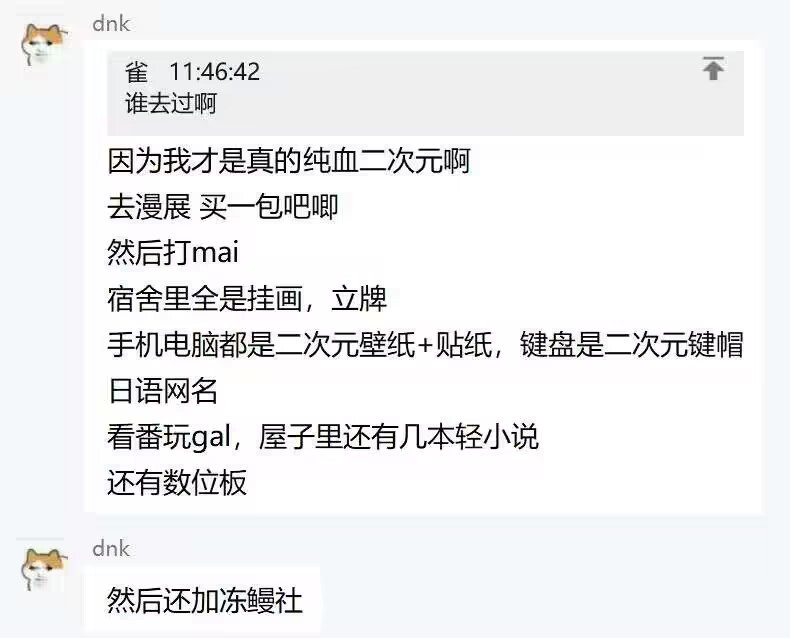 dnk
雀 11:46:42
谁去过啊
因为我才是真的纯血二次元啊
去漫展 买一包吧唧
然后打mai
宿舍里全是挂画，立牌
手机电脑都是二次元壁纸+贴纸，键盘是二次元键帽
日语网名
看番玩gal，屋子里还有几本轻小说
还有数位板
dnk
然后还加冻鳗社